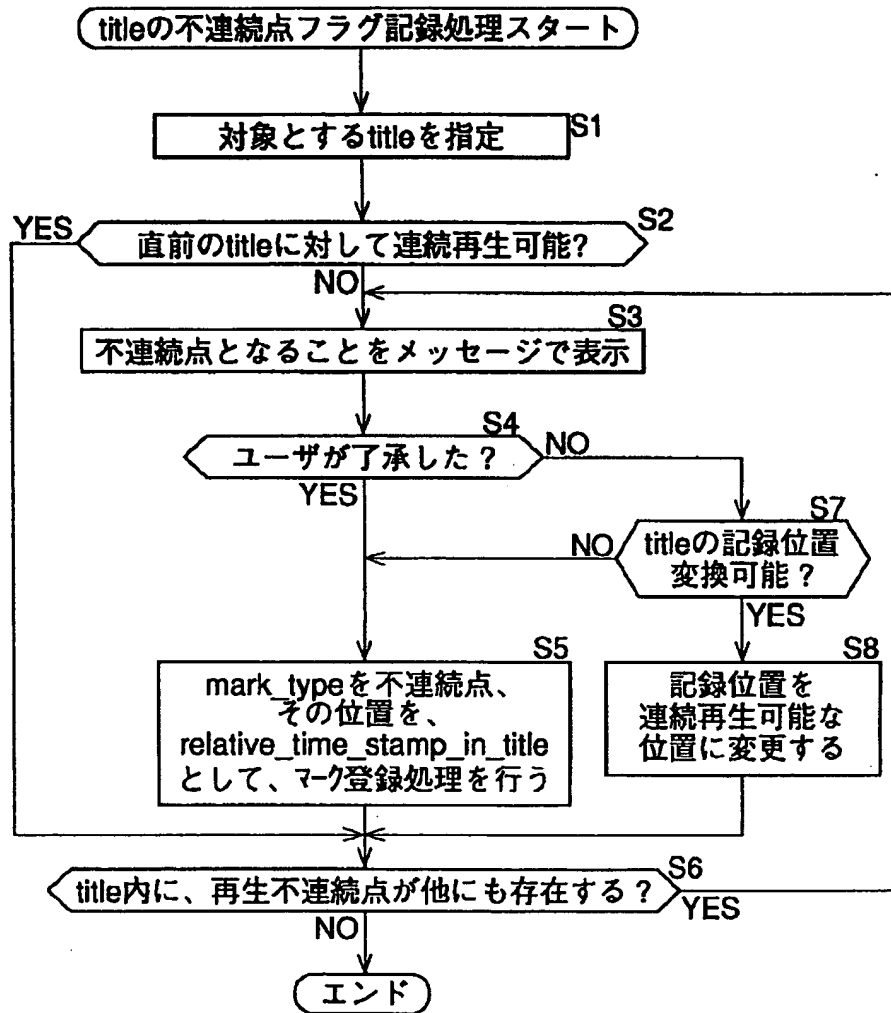 titleの不連続点フラグ記録処理スタート
S1
対象とするtitleを指定
S2
YES
直前のtitleに対して連続再生可能?
NO
S3
不連続点となることをメッセージで表示
S4
ユーザが了承した?
NO
YES
S7
NO
titleの記録位置
変換可能?
YES
S5
mark_typeを不連続点、
その位置を、
relative_time_stamp_in_title
として、マーク登録処理を行う
S8
記録位置を
連続再生可能な
位置に変更する
S6
title内に、再生不連続点が他にも存在する?
YES
NO
エンド